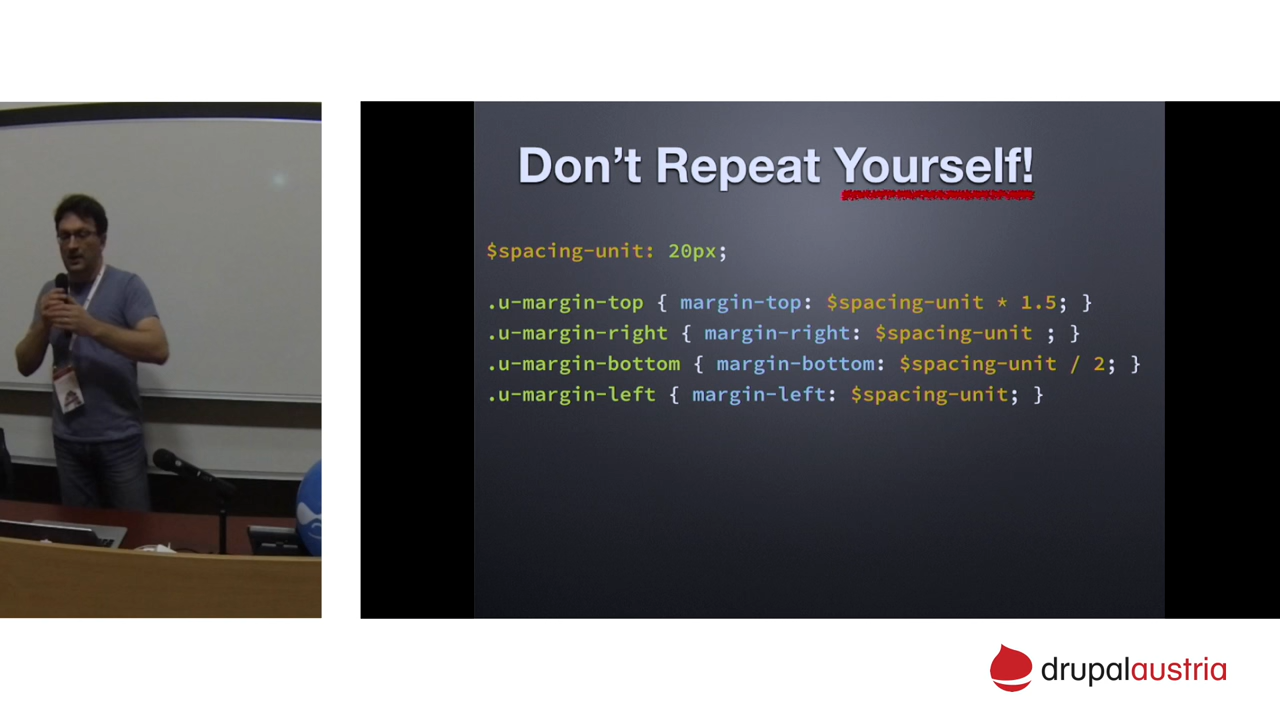 Don't Repeat Yourself!
$spacing-unit: 20px;
.u-margin-top { margin-top: $spacing-unit * 1.5; }
.u-margin-right { margin-right: $spacing-unit ; }
.u-margin-bottom { margin-bottom: $spacing-unit / 2; }
.u-margin-left { margin-left: $spacing-unit; }
drupalaustria